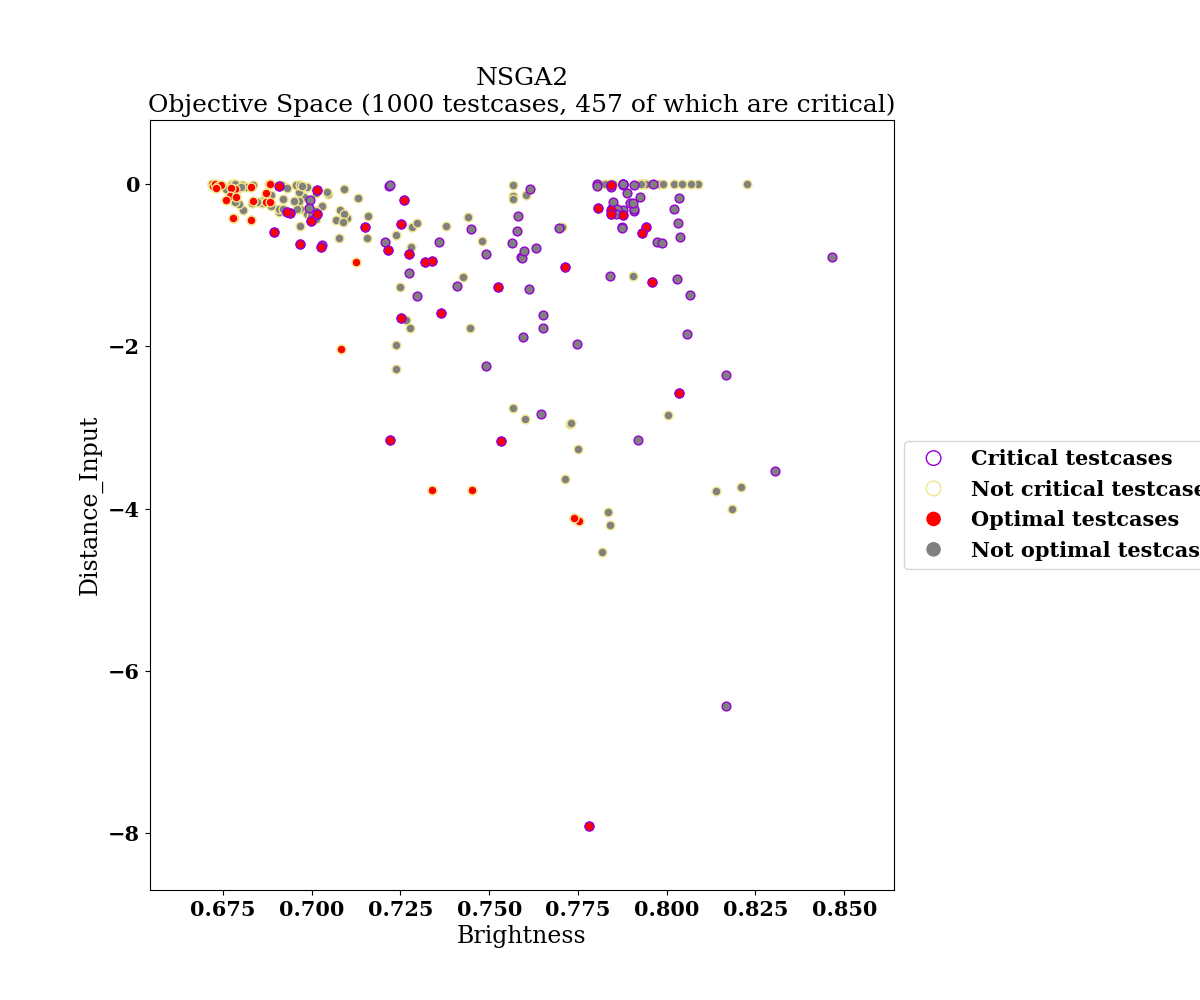 NSGA2
Objective Space (1000 testcases, 457 of which are critical)
0
−2
−4
−6
−8
Distance_Input
0.675 0.700 0.725 0.750 0.775 0.800 0.825 0.850
Brightness
Critical testcases
Not critical testcase
Optimal testcases
Not optimal testcas